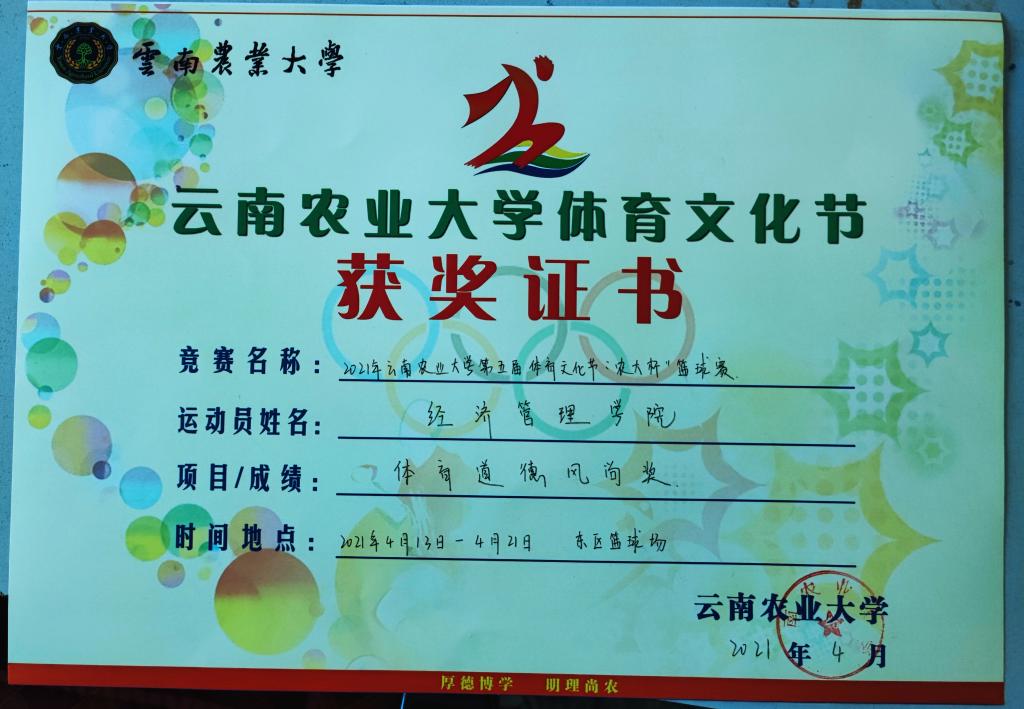 雲南農業大學
云南农业大学体育文化节
获奖证书
竞赛名称：2021年云南农业大学第五届体育文化节“农大杯”篮球赛
运动员姓名：经济管理学院
项目/成绩：体育道德风尚奖
时间地点：2021年4月13日-4月21日 东区篮球场
云南农业大学
2021年4月
厚德博学 明理尚农